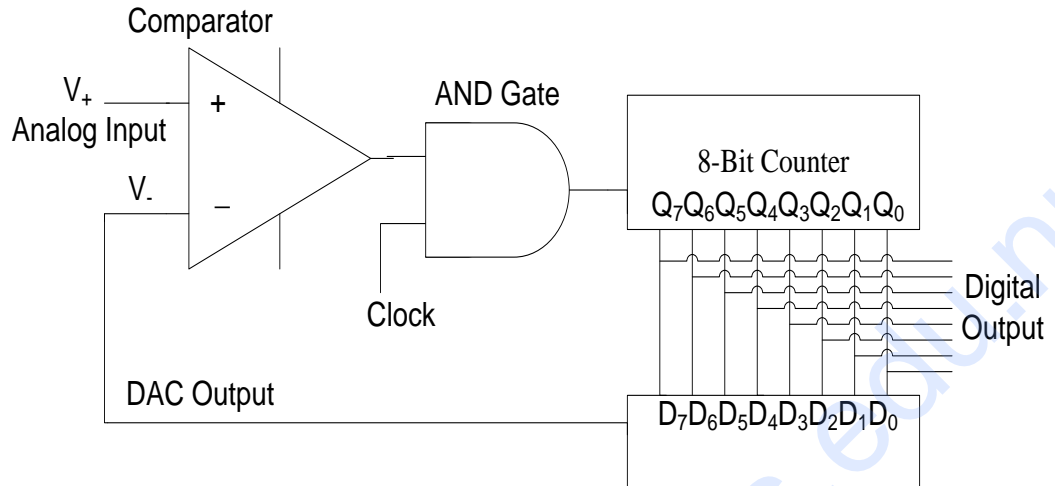 Comparator
V+
Analog Input
+
V-
−
AND Gate
Clock
8-Bit Counter
Q7Q6Q5Q4Q3Q2Q1Q0
Digital
Output
DAC Output
D7D6D5D4D3D2D1D0